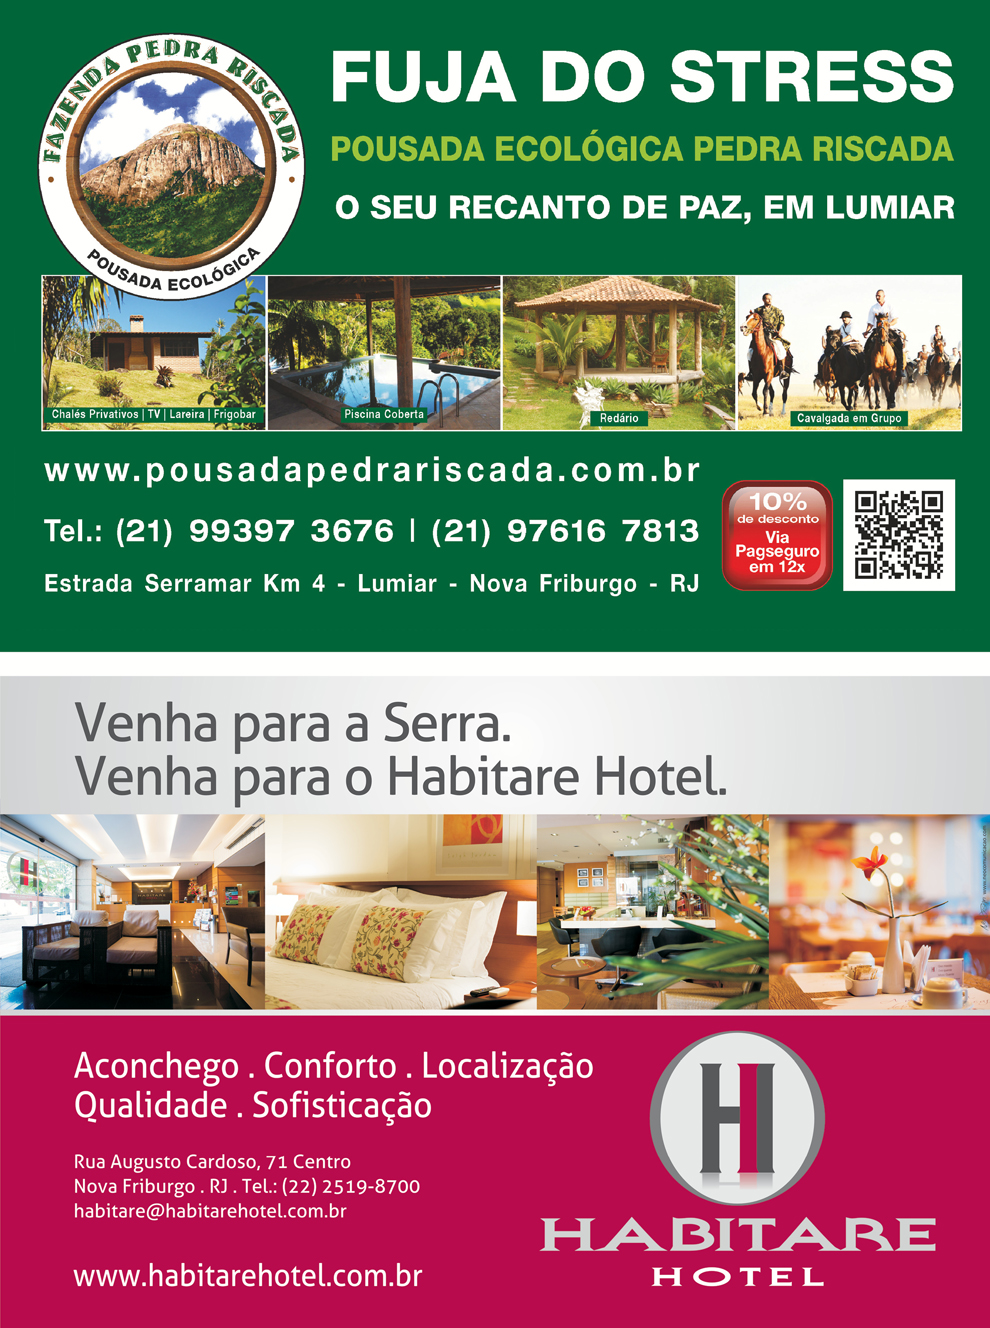 FAZENDA PEDRA RISCADA
POUSADA ECOLÓGICA
FUJA DO STRESS
POUSADA ECOLÓGICA PEDRA RISCADA
O SEU RECANTO DE PAZ, EM LUMIAR
Chalés Privativos | TV | Lareira | Frigobar
Piscina Coberta
Redário
Cavalgada em Grupo
www.pousadapedrariscada.com.br
Tel.: (21) 99397 3676 | (21) 97616 7813
Estrada Serramar Km 4 - Lumiar - Nova Friburgo - RJ
10%
de desconto
Via
Pagseguro
em 12x
Venha para a Serra.
Venha para o Habitare Hotel.
H
HABITARE
Aconchego . Conforto . Localização
Qualidade . Sofisticação
Rua Augusto Cardoso, 71 Centro
Nova Friburgo . RJ . Tel.: (22) 2519-8700
habitare@habitarehotel.com.br
www.habitarehotel.com.br
H
HABITARE
HOTEL